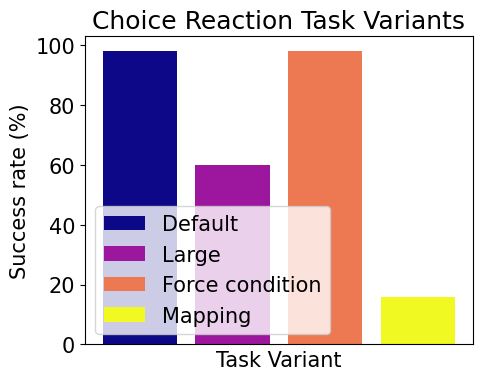 Choice Reaction Task Variants
Success rate (%)
100
80
60
40
20
0
Default
Large
Force condition
Mapping
Task Variant